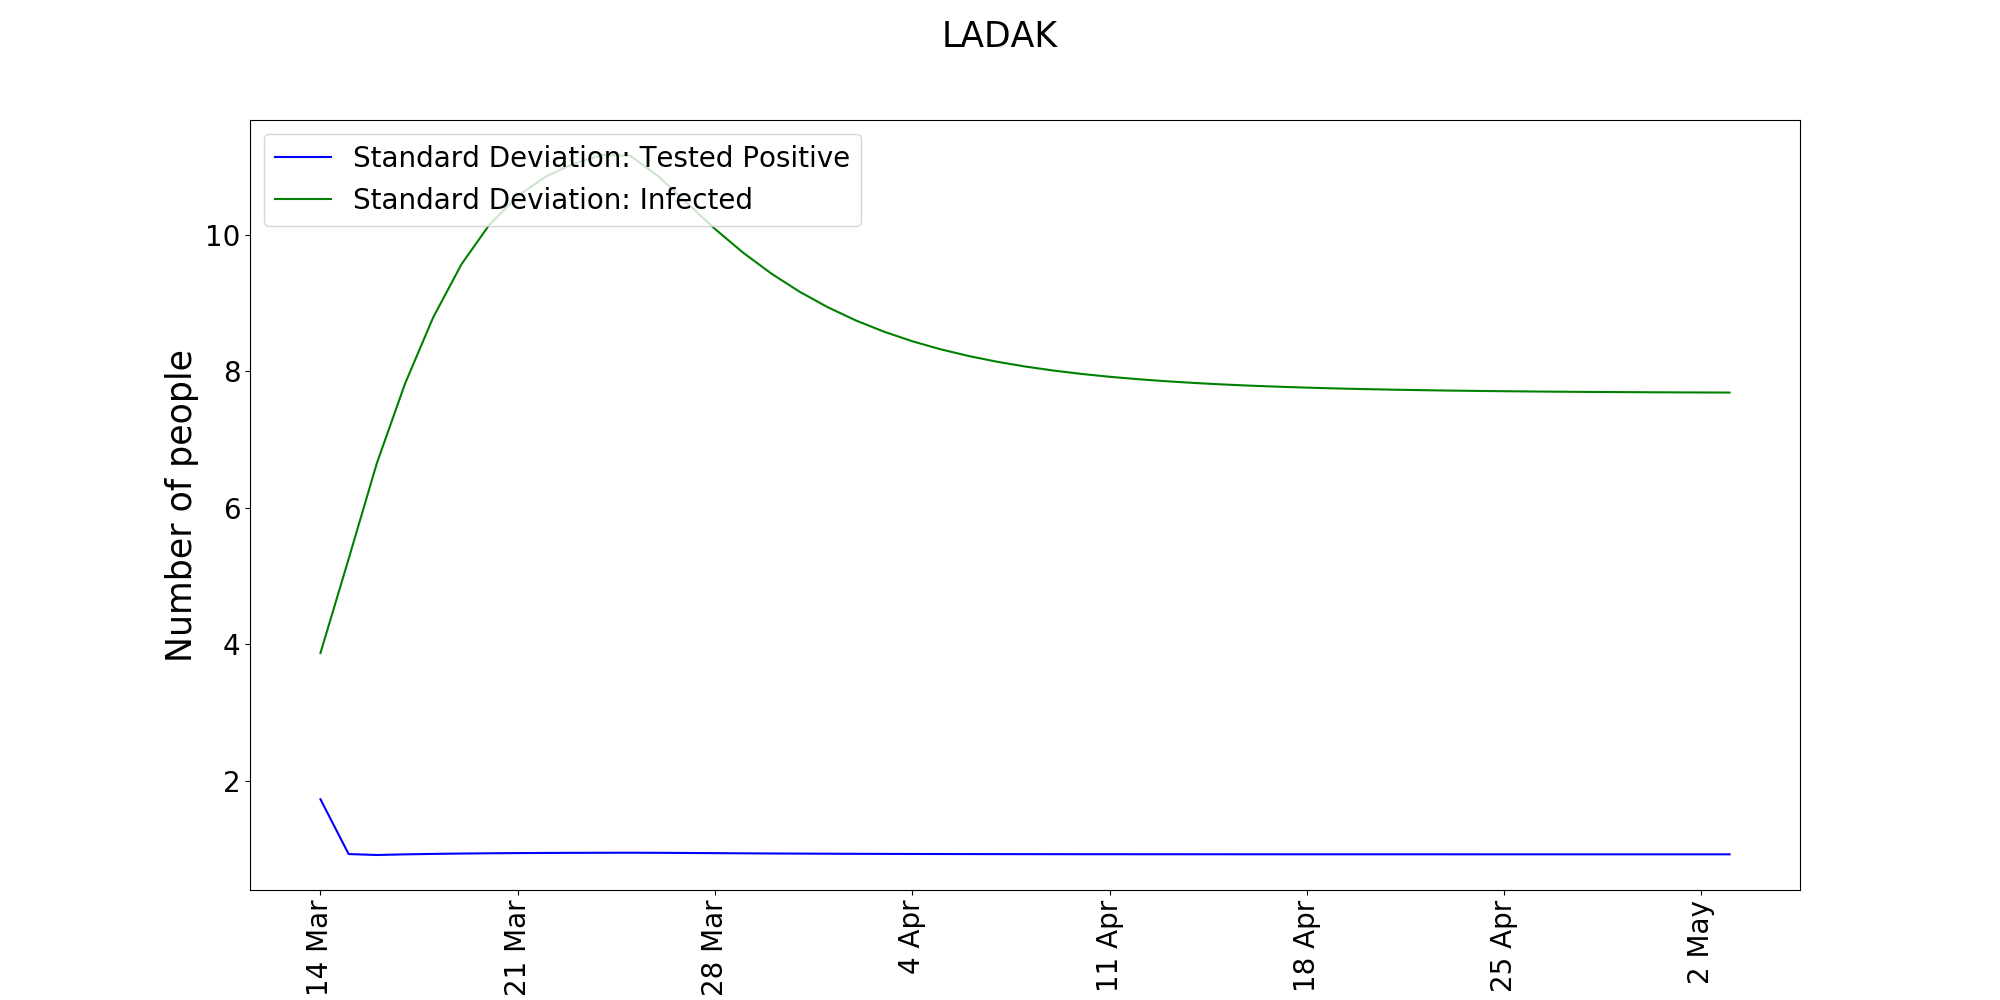 LADAK
Standard Deviation: Tested Positive
Standard Deviation: Infected
Number of people
10
8
6
4
2
14 Mar
21 Mar
28 Mar
4 Apr
11 Apr
18 Apr
25 Apr
2 May